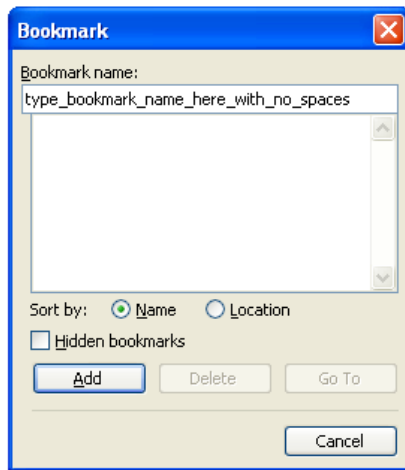 Bookmark
Bookmark name:
type_bookmark_name_here_with_no_spaces
Sort by: Name Location
Hidden bookmarks
Add Delete Go To
Cancel